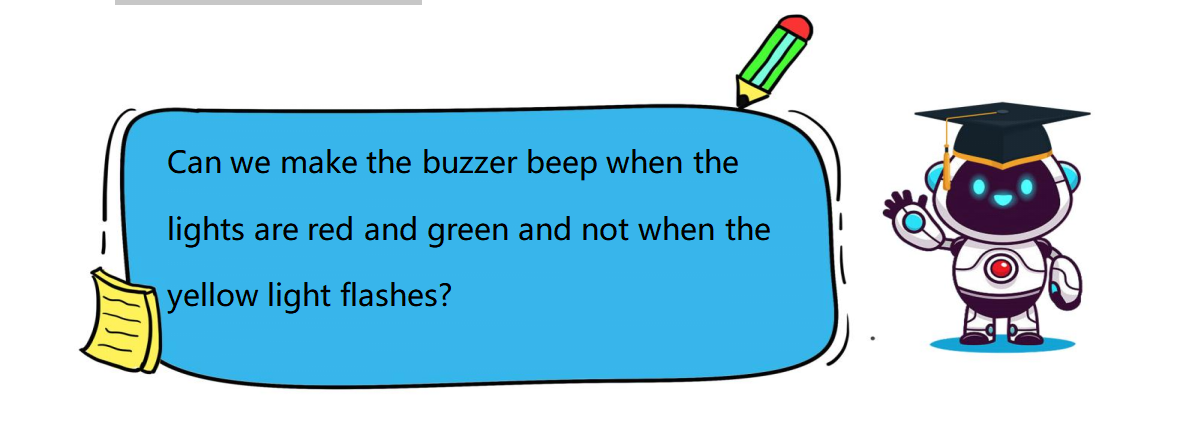 Can we make the buzzer beep when the
lights are red and green and not when the
yellow light flashes?